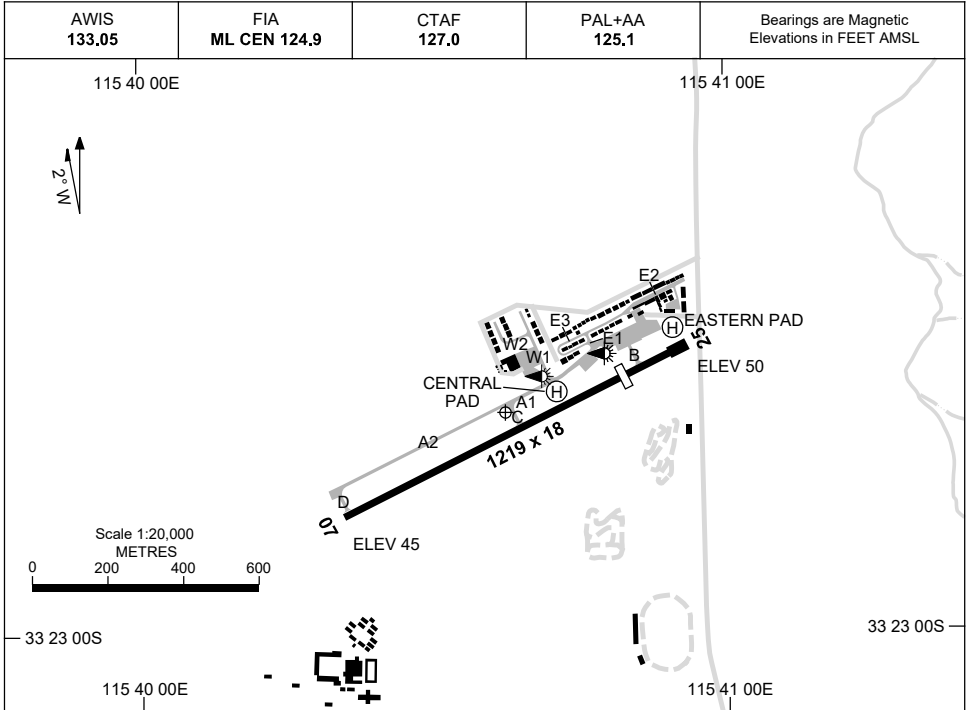 AWIS
133.05
FIA
ML CEN 124.9
CTAF
127.0
PAL+AA
125.1
Bearings are Magnetic
Elevations in FEET AMSL
115 40 00E
115 41 00E
2° W
E2
EASTERN PAD
E3
E1
25
W2
W1
B
ELEV 50
CENTRAL
PAD
H
H
A1
C
1219 x 18
A2
D
07
ELEV 45
Scale 1:20,000
METRES
0 200 400 600
33 23 00S
33 23 00S
115 40 00E
115 41 00E